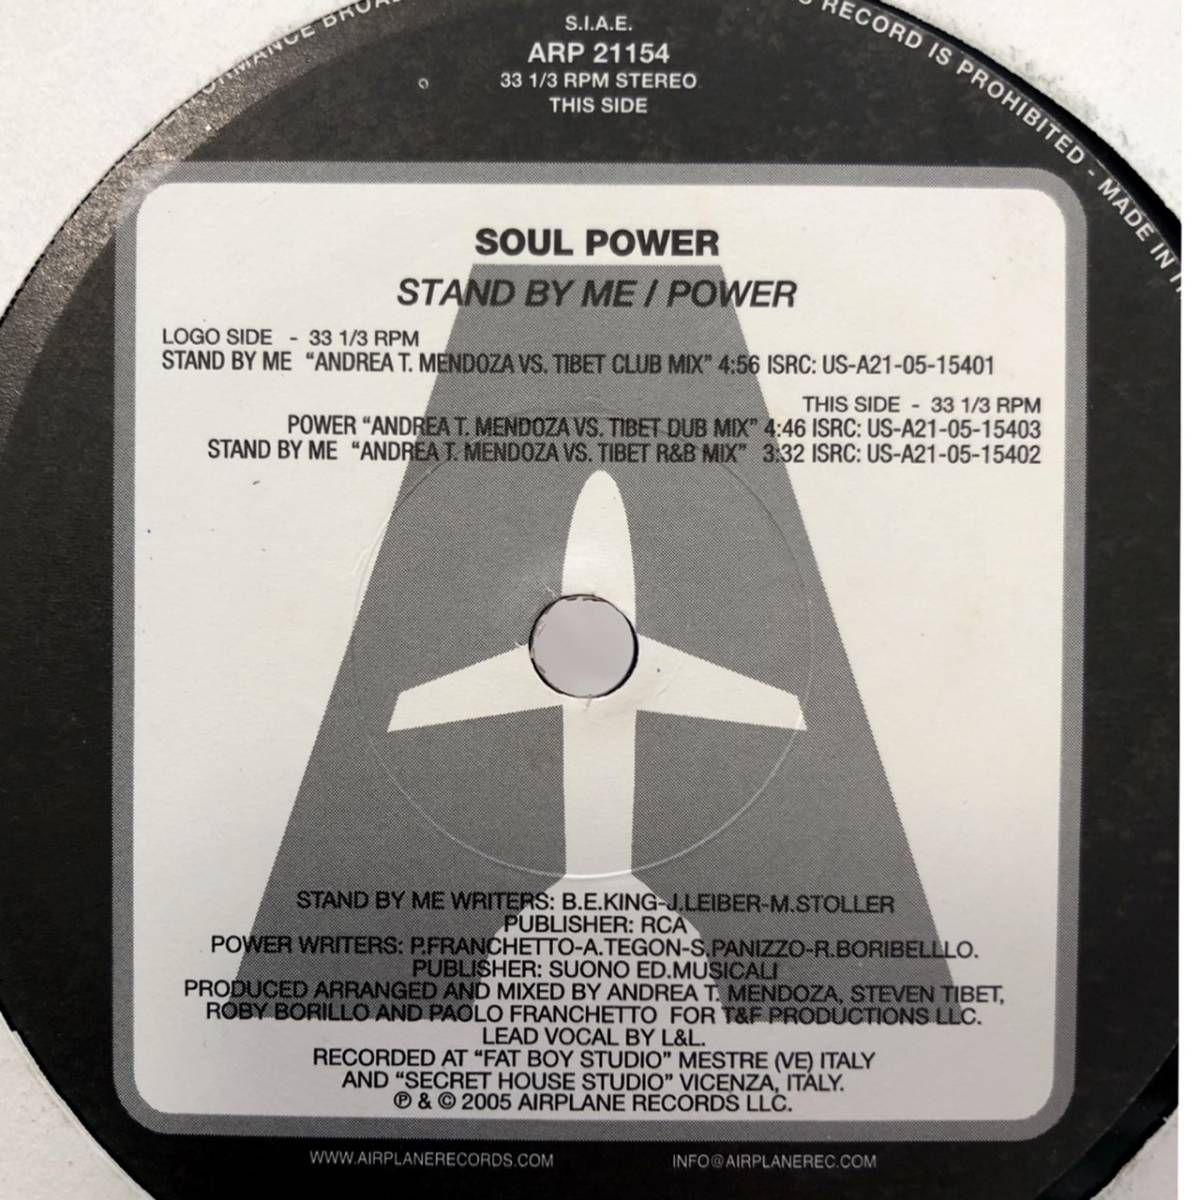 S.I.A.E.
ARP 21154
33 1/3 RPM STEREO
THIS SIDE
RECORD IS PROHIBITED - MADE IN
SOUL POWER
STAND BY ME / POWER
LOGO SIDE - 33 1/3 RPM
STAND BY ME "ANDREA T. MENDOZA VS. TIBET CLUB MIX" 4:56 ISRC: US-A21-05-15401
THIS SIDE - 33 1/3 RPM
POWER "ANDREA T. MENDOZA VS. TIBET DUB MIX" 4:46 ISRC: US-A21-05-15403
STAND BY ME "ANDREA T. MENDOZA VS. TIBET R&B MIX" 3:32 ISRC: US-A21-05-15402
STAND BY ME WRITERS: B.E.KING-J.LEIBER-M.STOLLER
PUBLISHER: RCA
POWER WRITERS: P.FRANCHETTO-A.TEGON-S.PANIZZO-R.BORIBELLLO.
PUBLISHER: SUONO ED.MUSICALI
PRODUCED ARRANGED AND MIXED BY ANDREA T. MENDOZA, STEVEN TIBET,
ROBY BORILLO AND PAOLO FRANCHETTO FOR T&F PRODUCTIONS LLC.
LEAD VOCAL BY L&L.
RECORDED AT "FAT BOY STUDIO" MESTRE (VE) ITALY
AND "SECRET HOUSE STUDIO" VICENZA, ITALY.
℗ & © 2005 AIRPLANE RECORDS LLC.
WWW.AIRPLANERECORDS.COM
INFO@AIRPLANEREC.COM